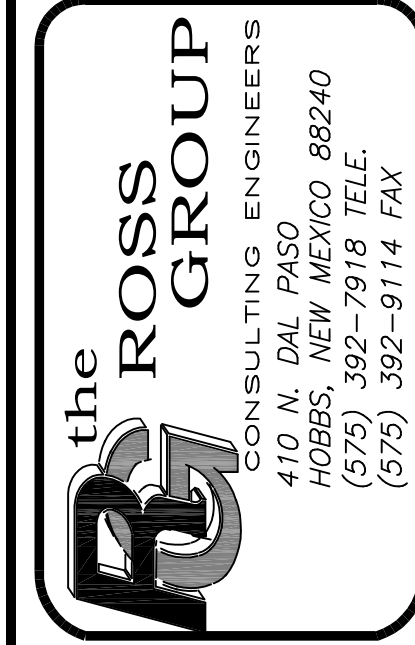 the
ROSS
GROUP
CONSULTING ENGINEERS
410 N. DAL PASO
HOBBS, NEW MEXICO 88240
(575) 392-7918 TELE.
(575) 392-9114 FAX